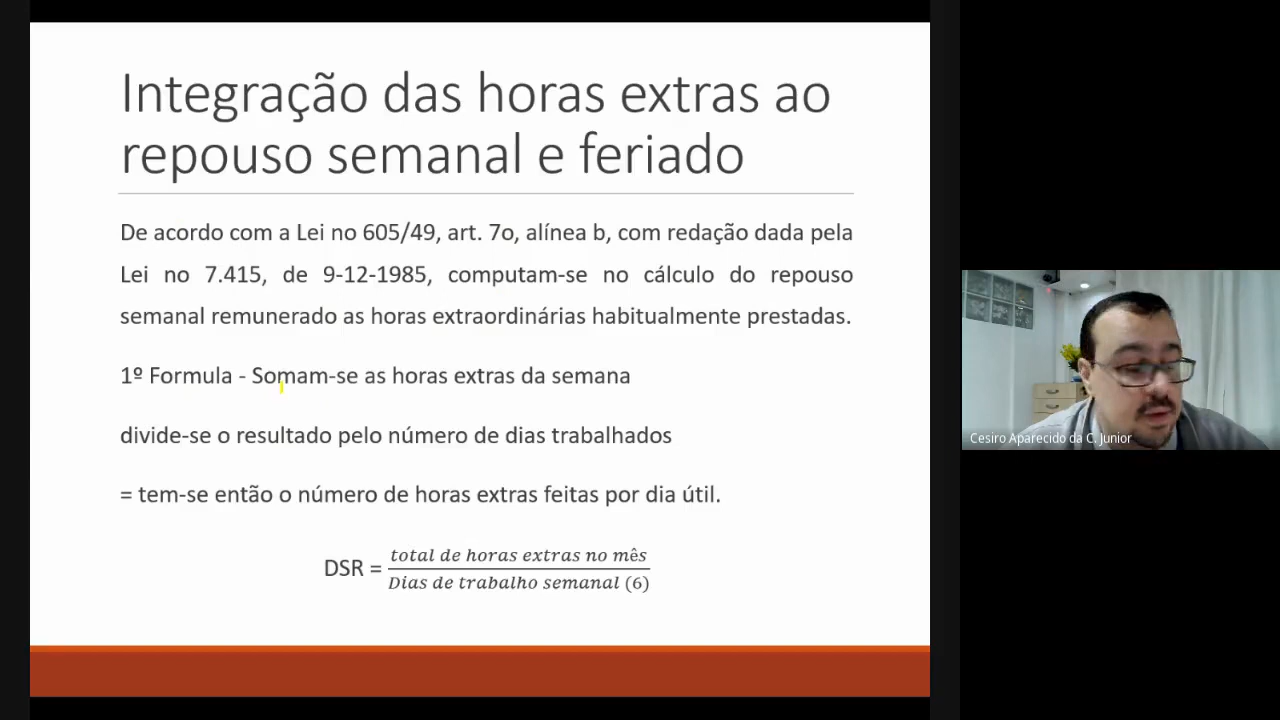 Integração das horas extras ao
repouso semanal e feriado
De acordo com a Lei no 605/49, art. 7o, alínea b, com redação dada pela
Lei no 7.415, de 9-12-1985, computam-se no cálculo do repouso
semanal remunerado as horas extraordinárias habitualmente prestadas.
1º Formula - Somam-se as horas extras da semana
divide-se o resultado pelo número de dias trabalhados
= tem-se então o número de horas extras feitas por dia útil.
total de horas extras no mês
DSR =
Dias de trabalho semanal (6)
Cesiro Aparecido da C. Junior